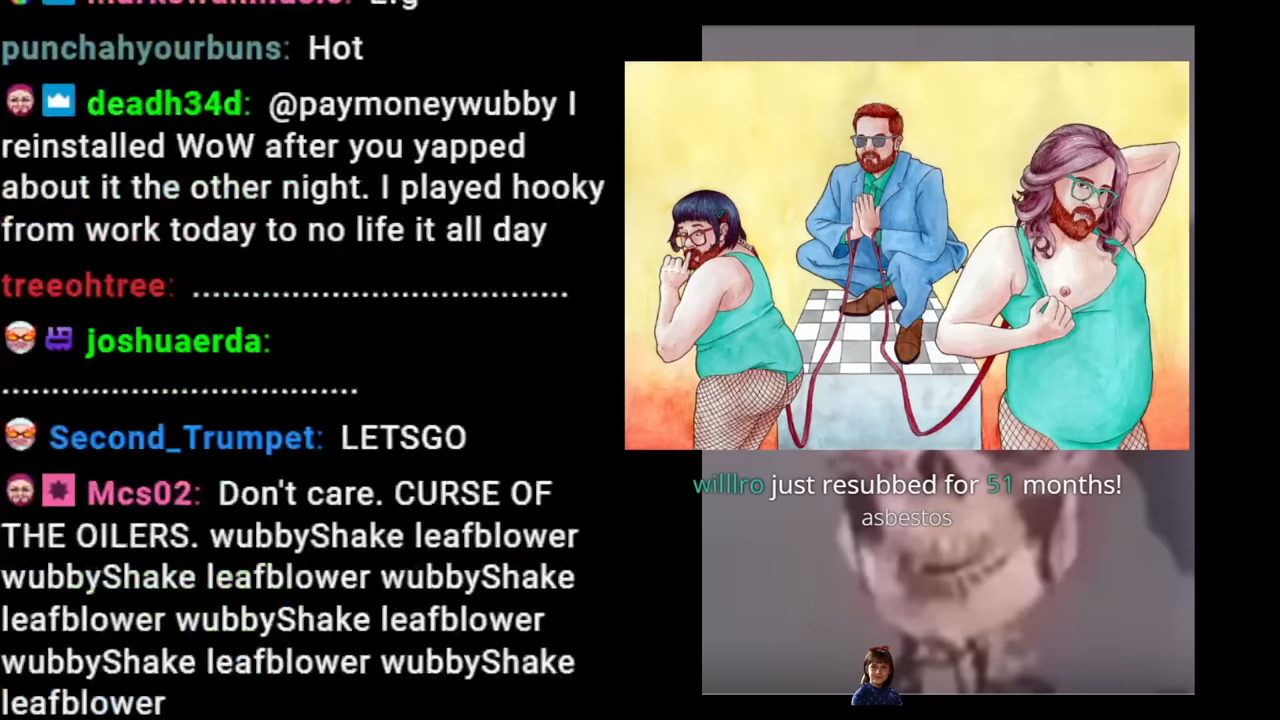 Erg
punchahyourbuns: Hot
deadh34d: @paymoneywubby I
reinstalled WoW after you yapped
about it the other night. I played hooky
from work today to no life it all day
treeohtree: .....................................
joshuaerda:
...................................
Second_Trumpet: LETSGO
Mcs02: Don't care. CURSE OF
THE OILERS. wubbyShake leafblower
wubbyShake leafblower wubbyShake
leafblower wubbyShake leafblower
wubbyShake leafblower wubbyShake
leafblower
willlro just resubbed for 51 months!
asbestos